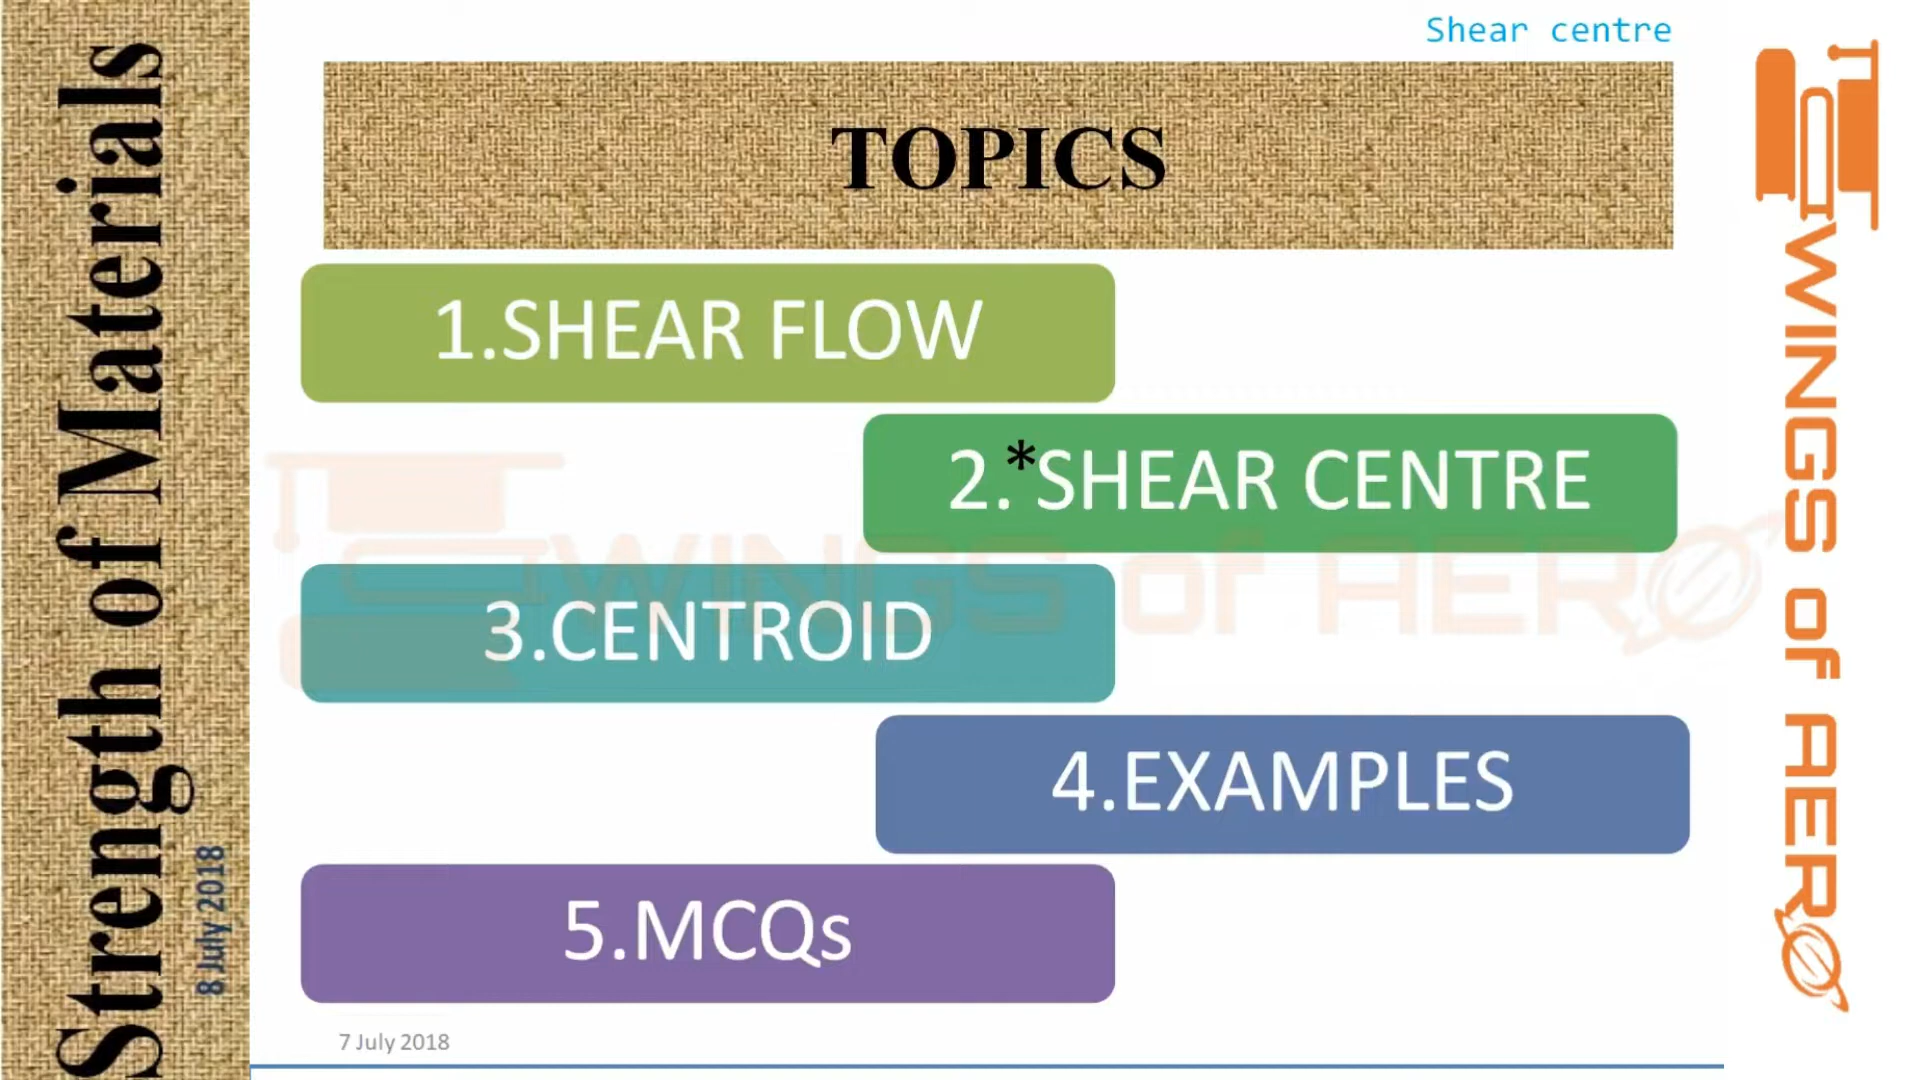 Shear centre
TOPICS
1.SHEAR FLOW
2.*SHEAR CENTRE
3.CENTROID
4.EXAMPLES
5.MCQs
7 July 2018
Strength of Materials
8 July 2018
WINGS of AERO
WINGS of AERO